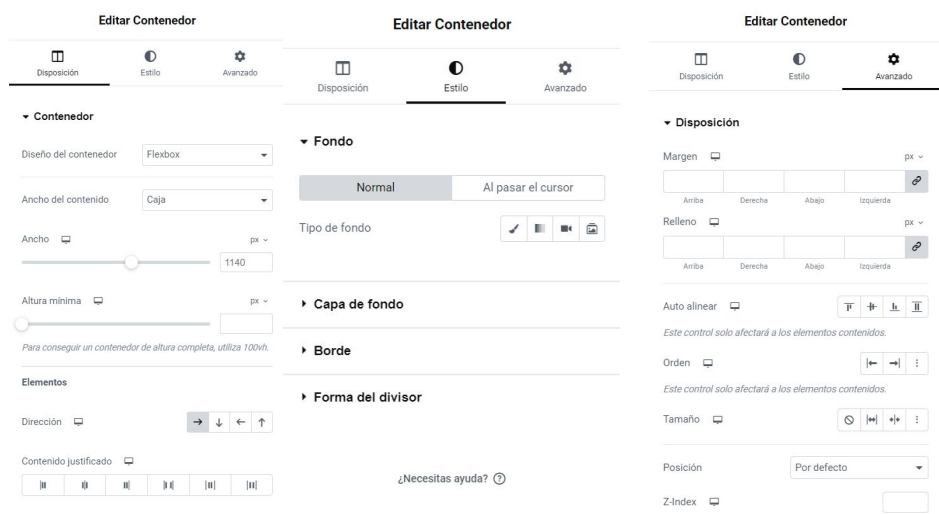 Editar Contenedor
Disposición
Estilo
Avanzado
Contenedor
Diseño del contenedor
Flexbox
Ancho del contenido
Caja
Ancho
px
1140
Altura mínima
px
Para conseguir un contenedor de altura completa, utiliza 100vh.
Elementos
Dirección
Contenido justificado
Editar Contenedor
Disposición
Estilo
Avanzado
Fondo
Normal
Al pasar el cursor
Tipo de fondo
Capa de fondo
Borde
Forma del divisor
¿Necesitas ayuda?
Editar Contenedor
Disposición
Estilo
Avanzado
Disposición
Margen
px
Arriba Derecha Abajo Izquierda
Relleno
px
Arriba Derecha Abajo Izquierda
Auto alinear
Este control solo afectará a los elementos contenidos.
Orden
Este control solo afectará a los elementos contenidos.
Tamaño
Posición
Por defecto
Z-Index